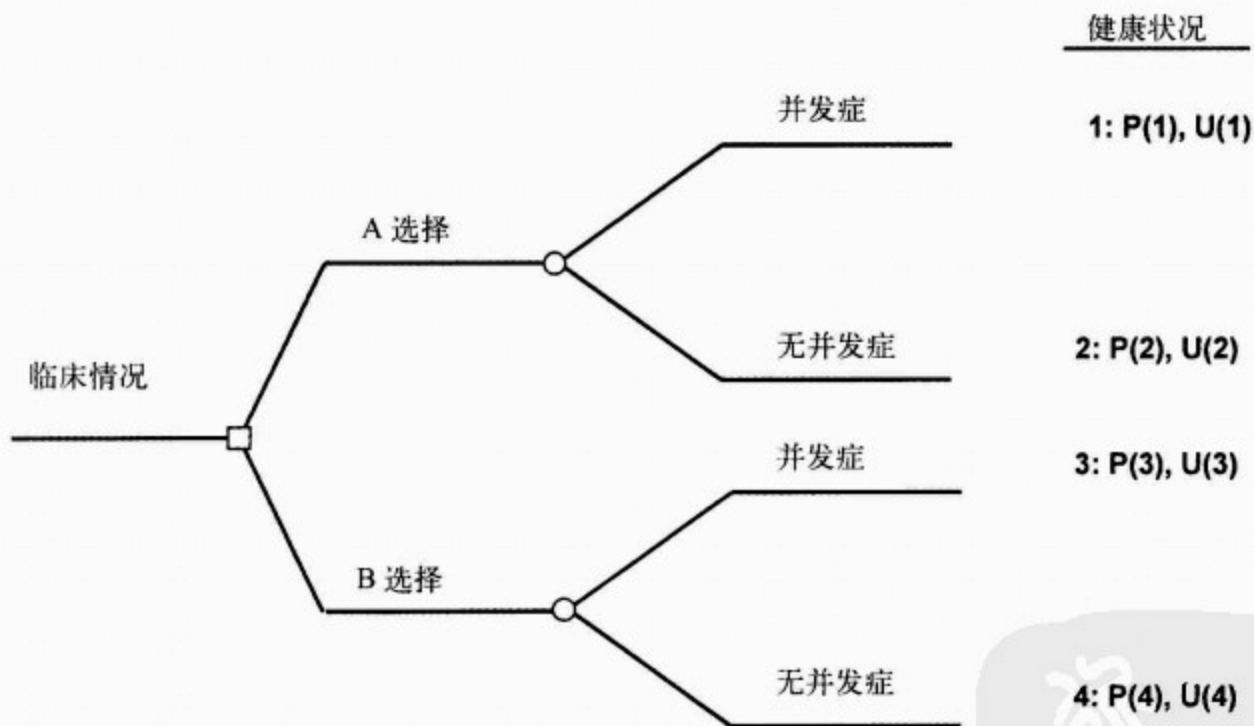 健康状况
并发症
1: P(1), U(1)
A 选择
无并发症
2: P(2), U(2)
临床情况
并发症
3: P(3), U(3)
B 选择
无并发症
4: P(4), U(4)